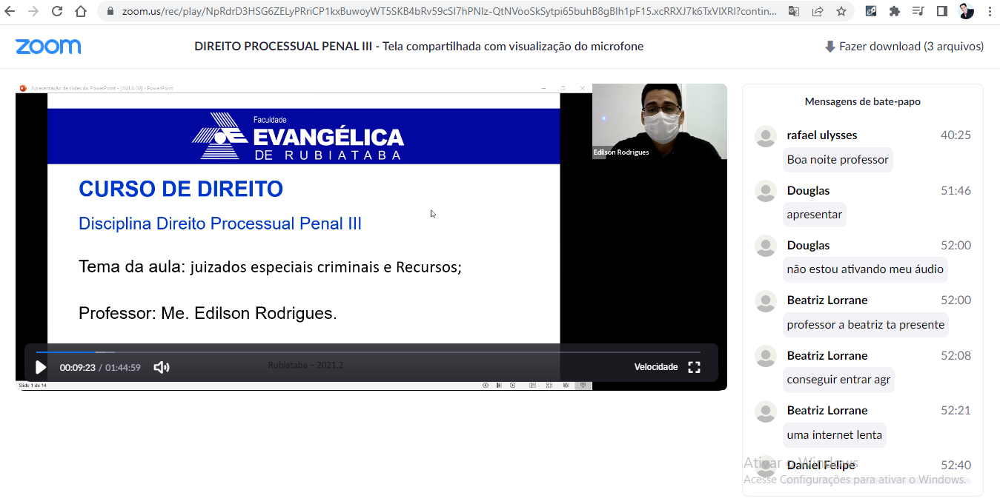 zoom.us/rec/play/NpRdrD3HSG6ZELyPRriCP1kxBuwoyWT5SKB4bRv59cSI7hPNIz-QtNVooSkSytpi65buhB8gBIh1pF15.xcRRXJ7k6TxVlXRI?contin...
zoom
DIREITO PROCESSUAL PENAL III - Tela compartilhada com visualização do microfone
Fazer download (3 arquivos)
Apresentação de slides do PowerPoint - [AULA 02] - PowerPoint
Faculdade
EVANGÉLICA
DE RUBIATABA
Edilson Rodrigues
CURSO DE DIREITO
Disciplina Direito Processual Penal III
Tema da aula: juizados especiais criminais e Recursos;
Professor: Me. Edilson Rodrigues.
00:09:23 / 01:44:59
Rubiataba – 2021.2
Velocidade
Slide 1 de 14
Mensagens de bate-papo
rafael ulysses 40:25
Boa noite professor
Douglas 51:46
apresentar
Douglas 52:00
não estou ativando meu áudio
Beatriz Lorrane 52:00
professor a beatriz ta presente
Beatriz Lorrane 52:08
conseguir entrar agr
Beatriz Lorrane 52:21
uma internet lenta
Daniel Felipe 52:40
Ativar o Windows
Acesse Configurações para ativar o Windows.